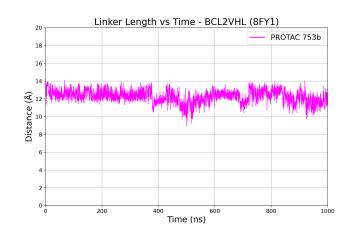 Linker Length vs Time - BCL2VHL (8FY1)
PROTAC 753b
Distance (Å)
20
18
16
14
12
10
8
6
4
2
0
0 200 400 600 800 1000
Time (ns)